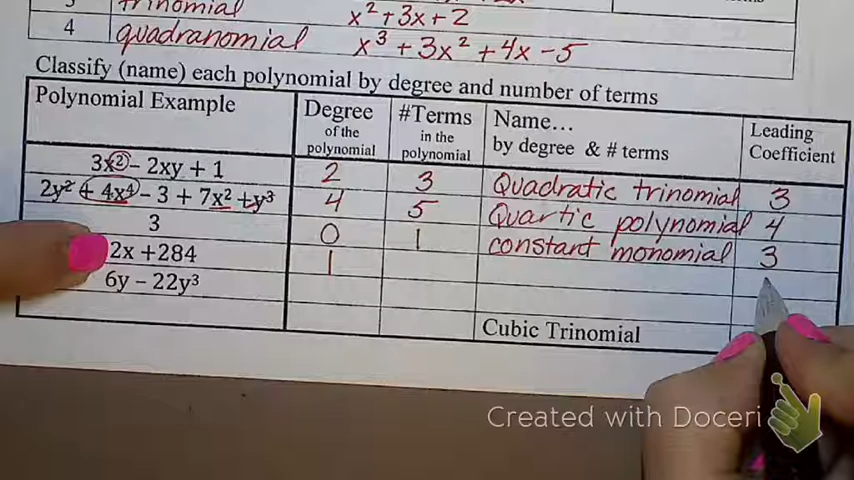 3 trinomial x² + 3x + 2
4 quadranomial x³ + 3x² + 4x - 5
Classify (name) each polynomial by degree and number of terms
Polynomial Example Degree of the polynomial #Terms in the polynomial Name... by degree & # terms Leading Coefficient
3x² - 2xy + 1 2 3 Quadratic trinomial 3
2y² + 4x⁴ - 3 + 7x² + y³ 4 5 Quartic polynomial 4
3 0 1 constant monomial 3
2x + 284 1
6y - 22y³
Cubic Trinomial
Created with Doceri